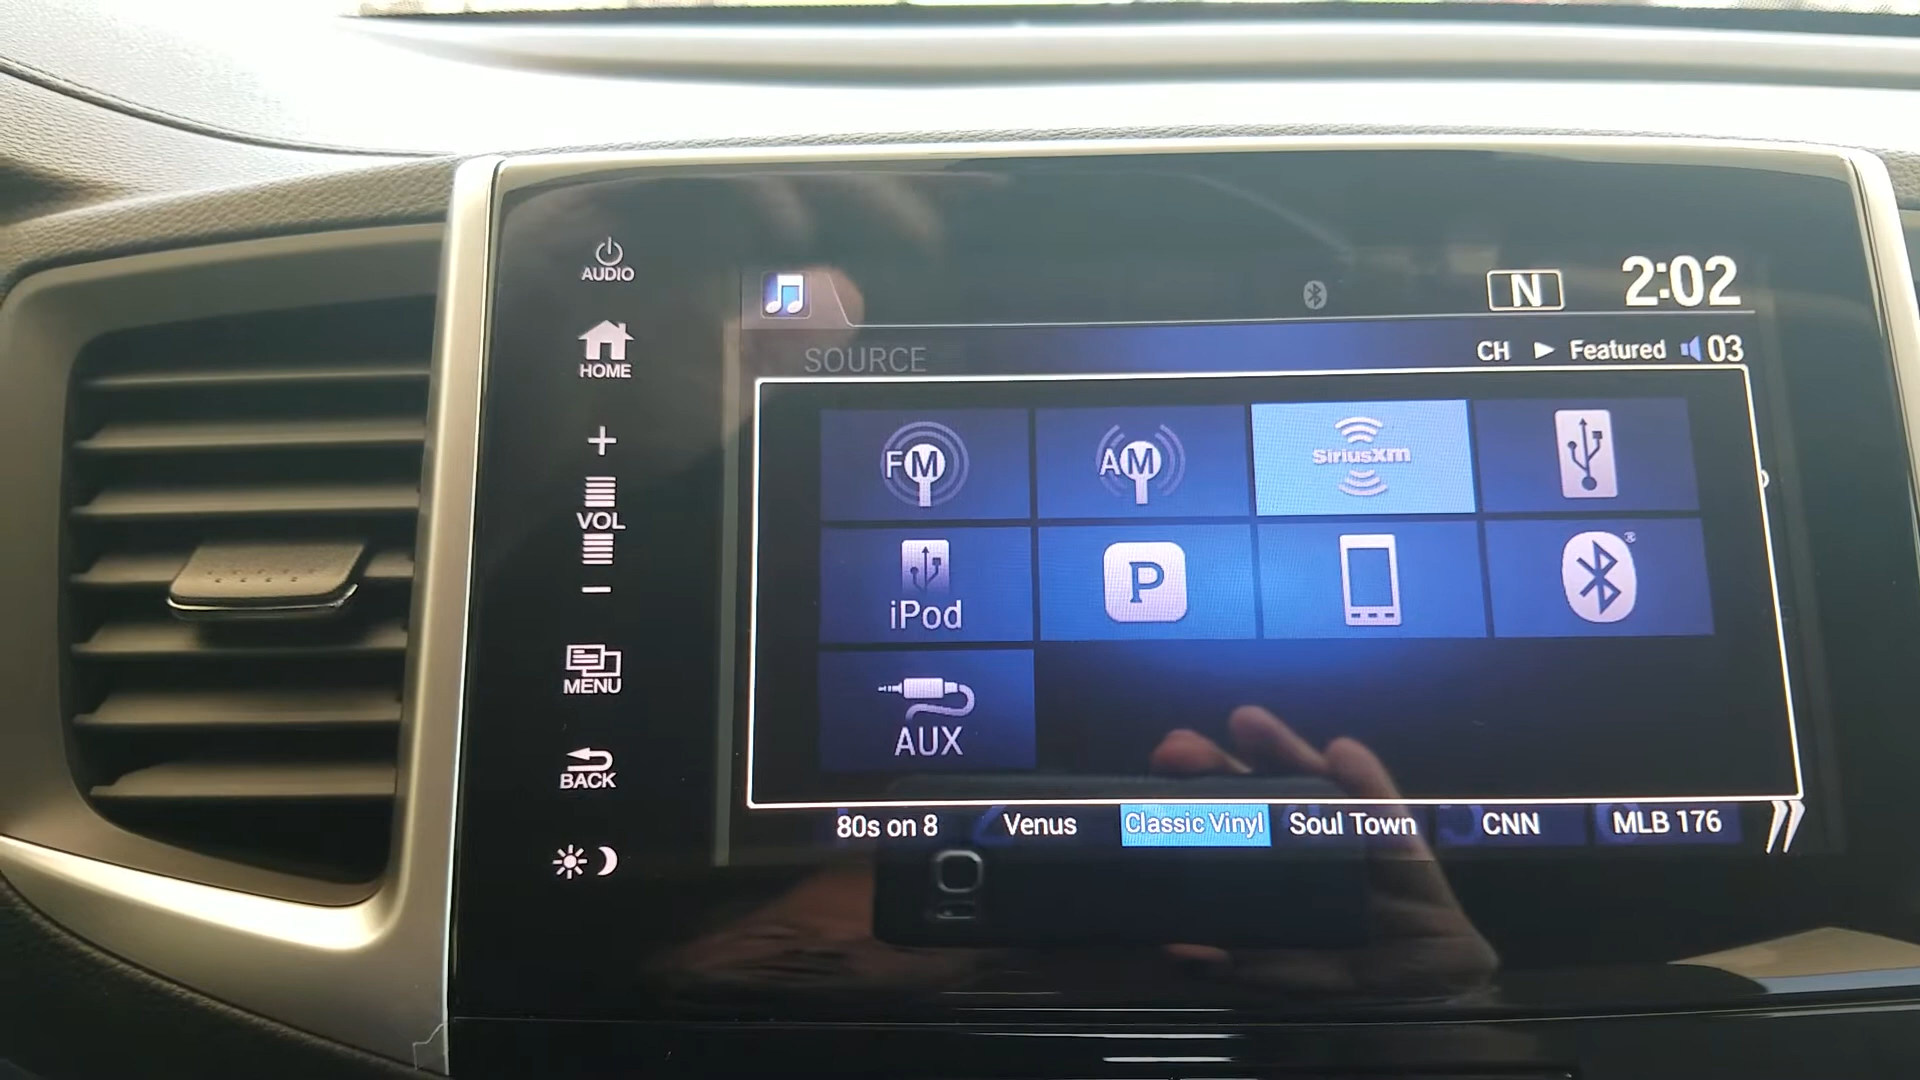 AUDIO
HOME
VOL
MENU
BACK
N 2:02
SOURCE
CH Featured 03
FM
AM
SiriusXm
iPod
P
AUX
80s on 8 Venus Classic Vinyl Soul Town CNN MLB 176